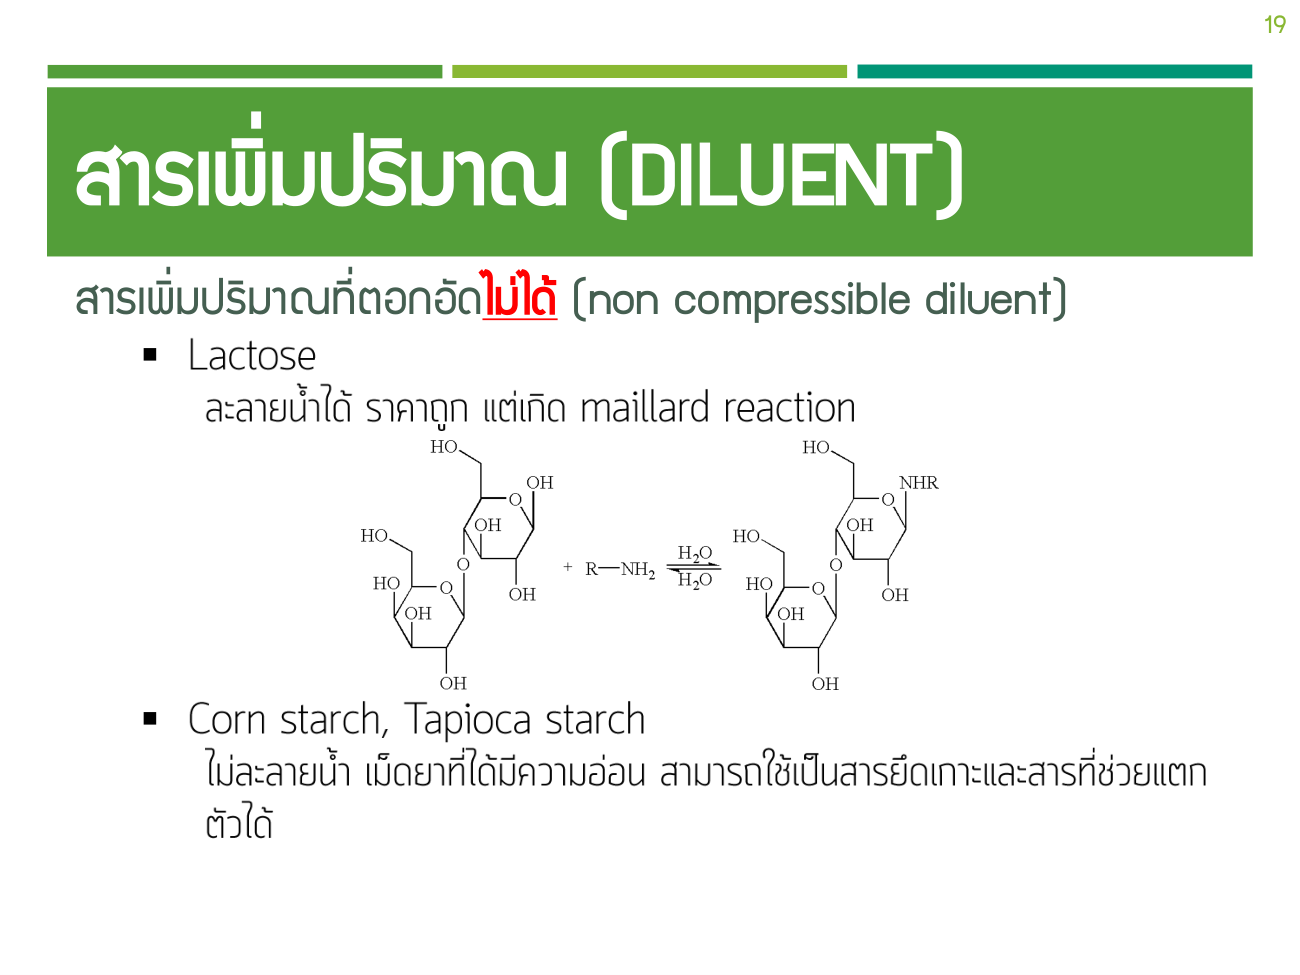 19
สารเพิ่มปริมาณ (DILUENT)
สารเพิ่มปริมาณที่ตอกอัดไม่ได้ (non compressible diluent)
▪ Lactose
ละลายน้ำได้ ราคาถูก แต่เกิด maillard reaction
HO
OH
O
OH
HO
O
OH
HO
O
OH
OH
+ R—NH2
H2O
H2O
HO
NHR
O
OH
HO
O
OH
HO
O
OH
OH
▪ Corn starch, Tapioca starch
ไม่ละลายน้ำ เม็ดยาที่ได้มีความอ่อน สามารถใช้เป็นสารยึดเกาะและสารที่ช่วยแตก
ตัวได้